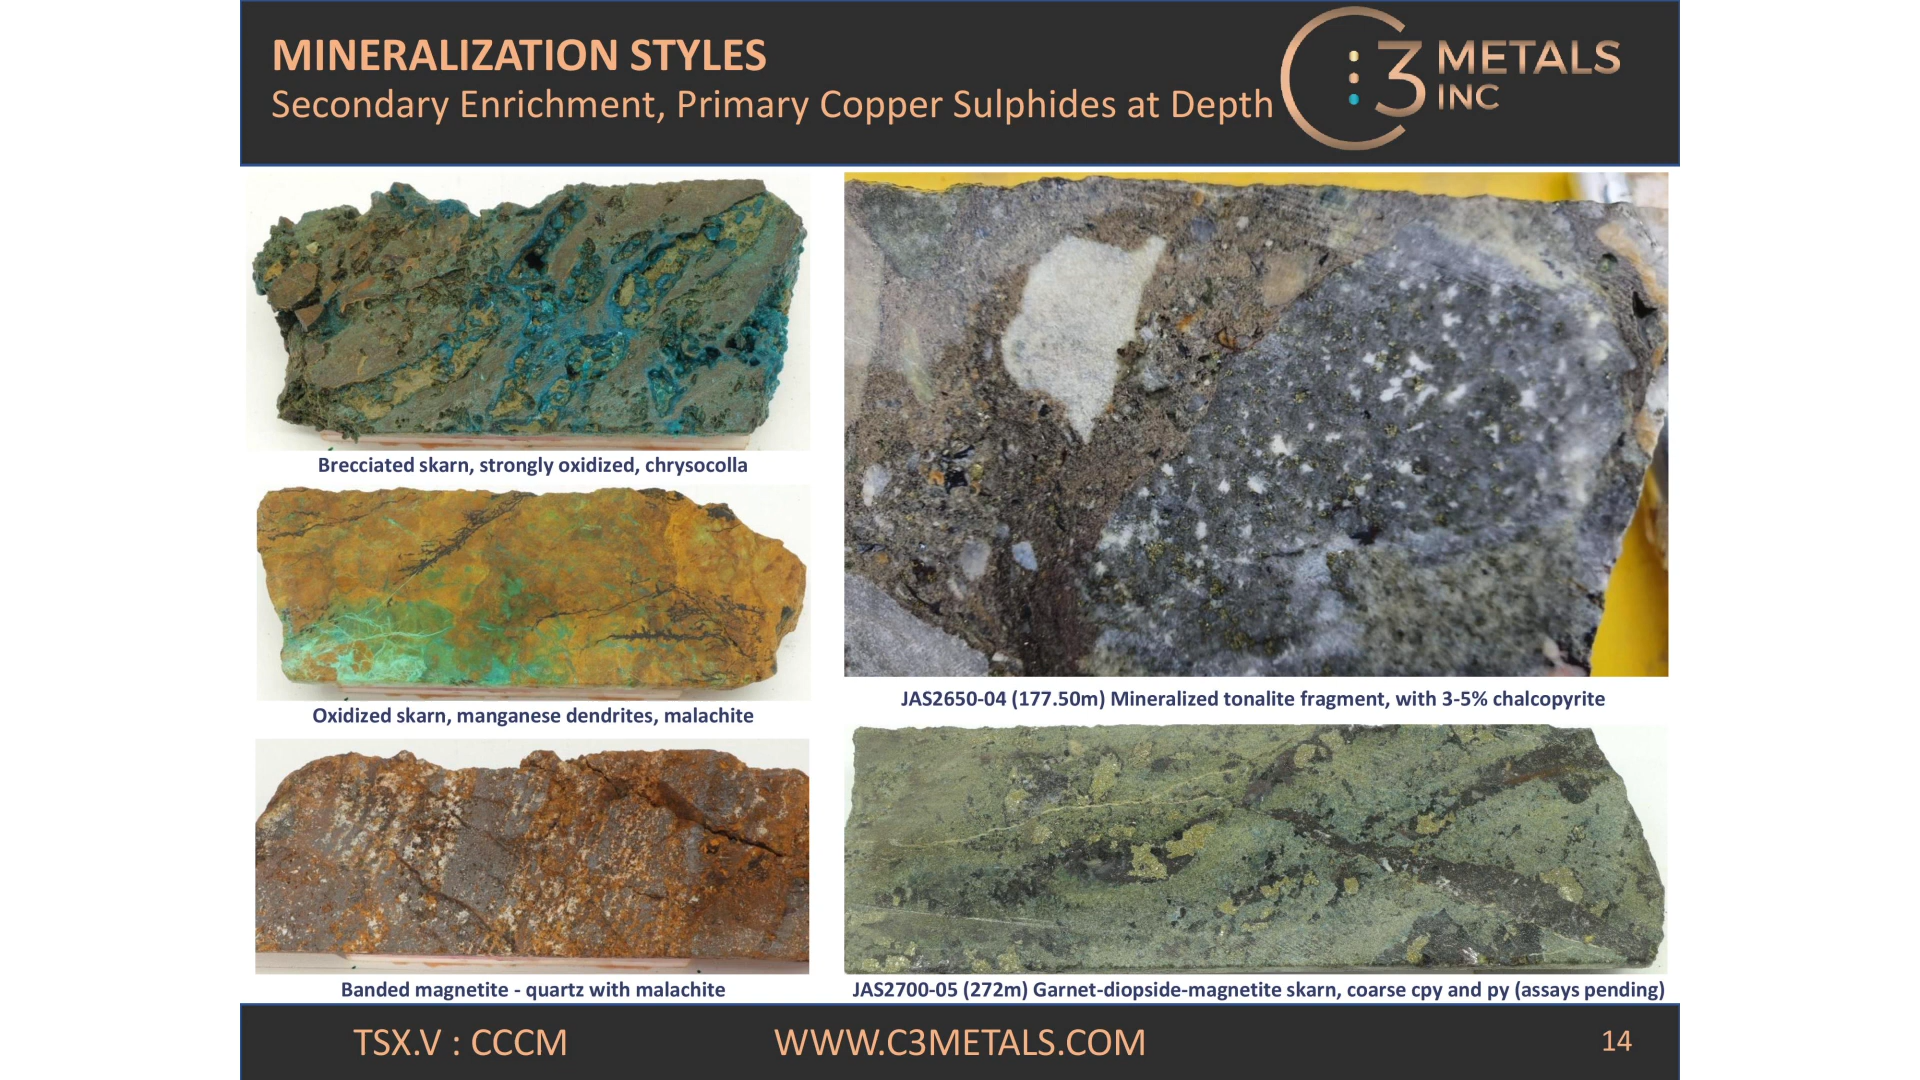 MINERALIZATION STYLES
Secondary Enrichment, Primary Copper Sulphides at Depth
C3 METALS
INC
Brecciated skarn, strongly oxidized, chrysocolla
Oxidized skarn, manganese dendrites, malachite
Banded magnetite - quartz with malachite
JAS2650-04 (177.50m) Mineralized tonalite fragment, with 3-5% chalcopyrite
JAS2700-05 (272m) Garnet-diopside-magnetite skarn, coarse cpy and py (assays pending)
TSX.V : CCCM
WWW.C3METALS.COM
14